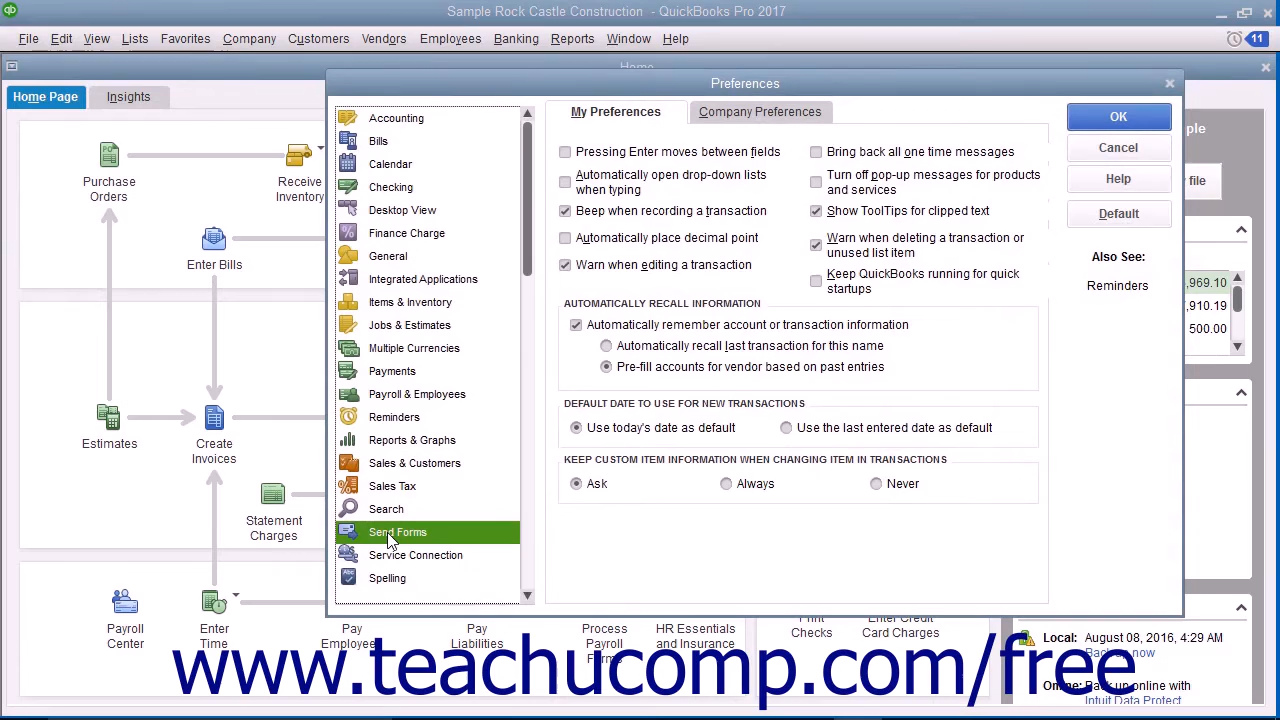 qb
Sample Rock Castle Construction - QuickBooks Pro 2017
File Edit View Lists Favorites Company Customers Vendors Employees Banking Reports Window Help
11
Home
Home Page
Insights
Purchase
Orders
Receive
Inventory
Enter Bills
Estimates
Create
Invoices
Statement
Charges
Payroll
Center
Enter
Time
Pay
Employees
Pay
Liabilities
Process
Payroll
Forms
HR Essentials
and Insurance
Print
Checks
Enter Credit
Card Charges
Preferences
Accounting
Bills
Calendar
Checking
Desktop View
Finance Charge
General
Integrated Applications
Items & Inventory
Jobs & Estimates
Multiple Currencies
Payments
Payroll & Employees
Reminders
Reports & Graphs
Sales & Customers
Sales Tax
Search
Send Forms
Service Connection
Spelling
My Preferences
Company Preferences
Pressing Enter moves between fields
Automatically open drop-down lists
when typing
Beep when recording a transaction
Automatically place decimal point
Warn when editing a transaction
Bring back all one time messages
Turn off pop-up messages for products
and services
Show ToolTips for clipped text
Warn when deleting a transaction or
unused list item
Keep QuickBooks running for quick
startups
AUTOMATICALLY RECALL INFORMATION
Automatically remember account or transaction information
Automatically recall last transaction for this name
Pre-fill accounts for vendor based on past entries
DEFAULT DATE TO USE FOR NEW TRANSACTIONS
Use today's date as default
Use the last entered date as default
KEEP CUSTOM ITEM INFORMATION WHEN CHANGING ITEM IN TRANSACTIONS
Ask
Always
Never
OK
Cancel
Help
Default
Also See:
Reminders
ple
file
,969.10
7,910.19
500.00
Local: August 08, 2016, 4:29 AM
Back up now
Online: Back up online with
Intuit Data Protect
www.teachucomp.com/free